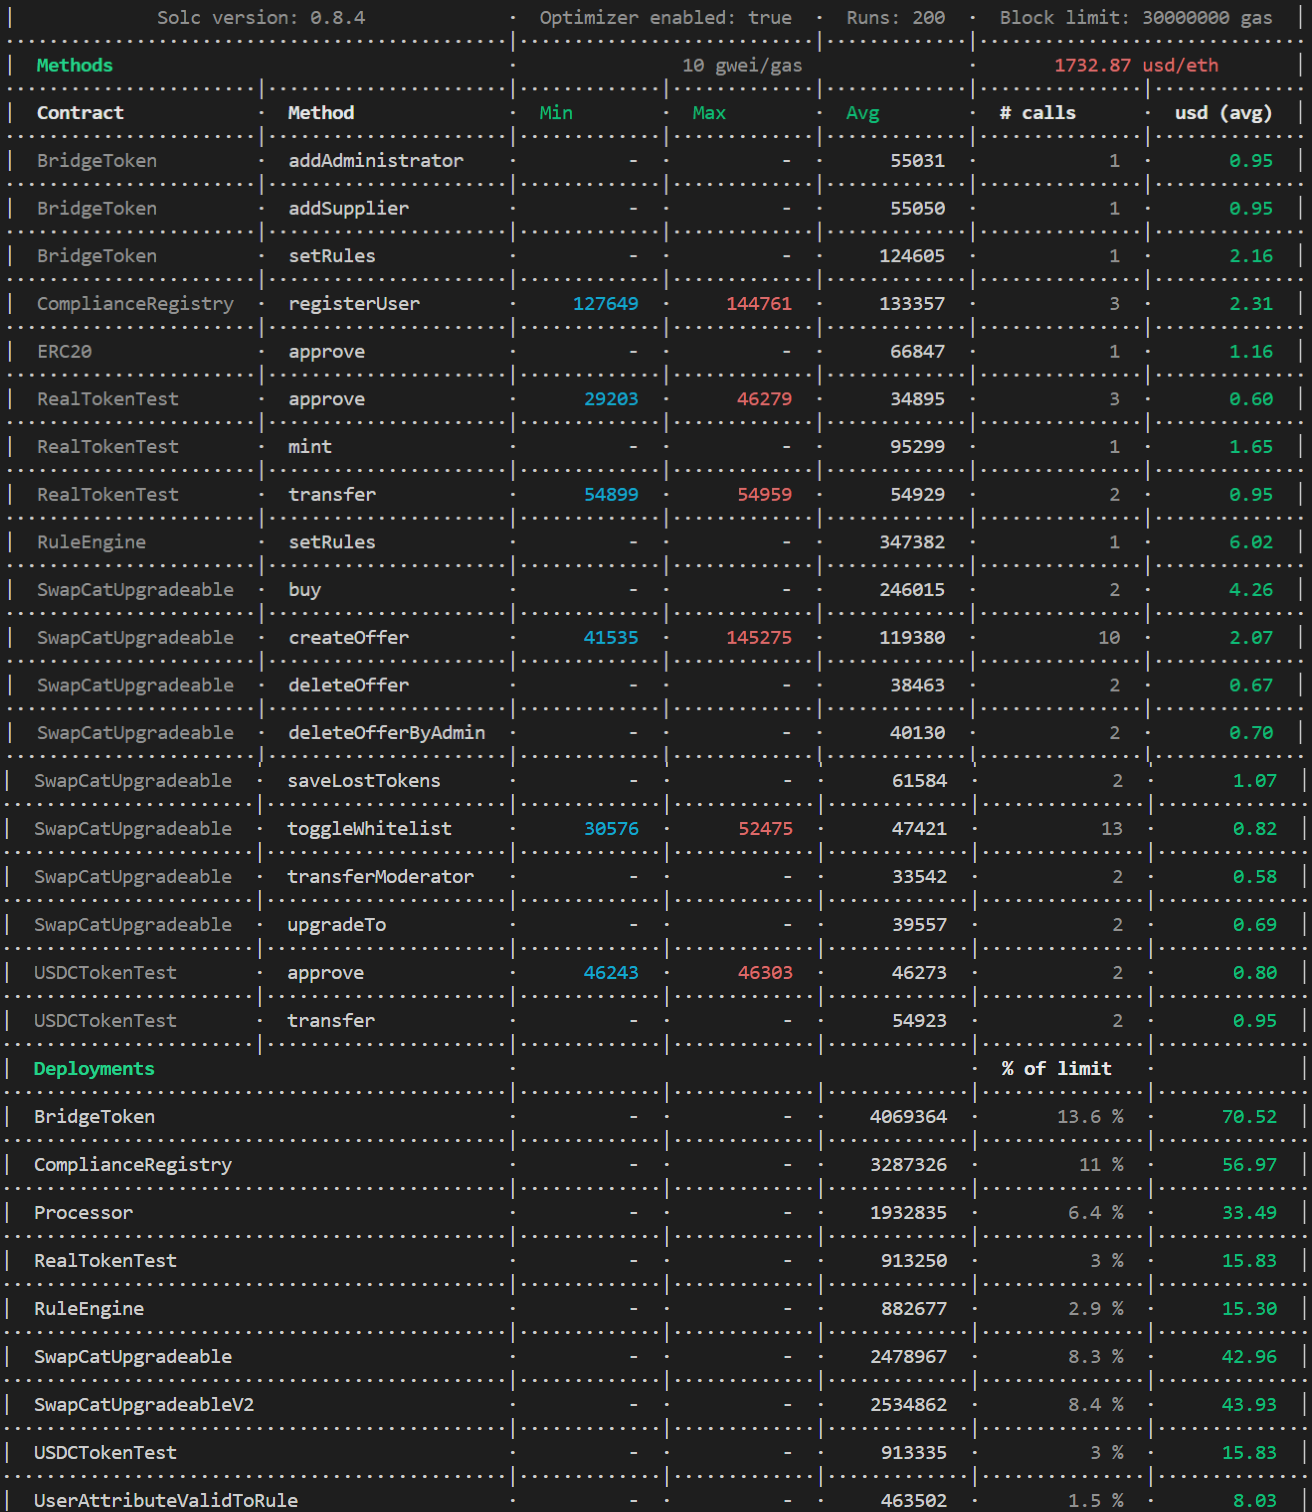 Solc version: 0.8.4 · Optimizer enabled: true · Runs: 200 · Block limit: 30000000 gas
Methods · 10 gwei/gas · 1732.87 usd/eth
Contract · Method · Min · Max · Avg · # calls · usd (avg)
BridgeToken · addAdministrator · - · - · 55031 · 1 · 0.95
BridgeToken · addSupplier · - · - · 55050 · 1 · 0.95
BridgeToken · setRules · - · - · 124605 · 1 · 2.16
ComplianceRegistry · registerUser · 127649 · 144761 · 133357 · 3 · 2.31
ERC20 · approve · - · - · 66847 · 1 · 1.16
RealTokenTest · approve · 29203 · 46279 · 34895 · 3 · 0.60
RealTokenTest · mint · - · - · 95299 · 1 · 1.65
RealTokenTest · transfer · 54899 · 54959 · 54929 · 2 · 0.95
RuleEngine · setRules · - · - · 347382 · 1 · 6.02
SwapCatUpgradeable · buy · - · - · 246015 · 2 · 4.26
SwapCatUpgradeable · createOffer · 41535 · 145275 · 119380 · 10 · 2.07
SwapCatUpgradeable · deleteOffer · - · - · 38463 · 2 · 0.67
SwapCatUpgradeable · deleteOfferByAdmin · - · - · 40130 · 2 · 0.70
SwapCatUpgradeable · saveLostTokens · - · - · 61584 · 2 · 1.07
SwapCatUpgradeable · toggleWhitelist · 30576 · 52475 · 47421 · 13 · 0.82
SwapCatUpgradeable · transferModerator · - · - · 33542 · 2 · 0.58
SwapCatUpgradeable · upgradeTo · - · - · 39557 · 2 · 0.69
USDCTokenTest · approve · 46243 · 46303 · 46273 · 2 · 0.80
USDCTokenTest · transfer · - · - · 54923 · 2 · 0.95
Deployments · · % of limit ·
BridgeToken · - · - · 4069364 · 13.6 % · 70.52
ComplianceRegistry · - · - · 3287326 · 11 % · 56.97
Processor · - · - · 1932835 · 6.4 % · 33.49
RealTokenTest · - · - · 913250 · 3 % · 15.83
RuleEngine · - · - · 882677 · 2.9 % · 15.30
SwapCatUpgradeable · - · - · 2478967 · 8.3 % · 42.96
SwapCatUpgradeableV2 · - · - · 2534862 · 8.4 % · 43.93
USDCTokenTest · - · - · 913335 · 3 % · 15.83
UserAttributeValidToRule · - · - · 463502 · 1.5 % · 8.03